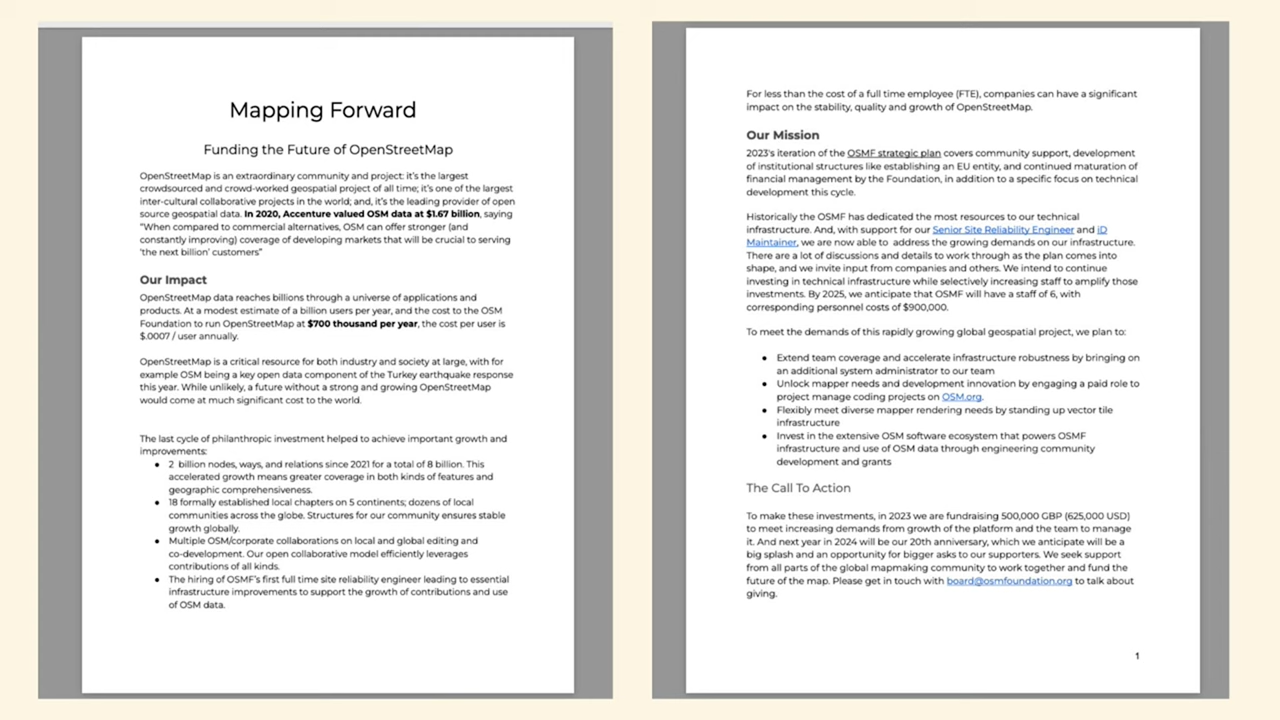 Mapping Forward
Funding the Future of OpenStreetMap
OpenStreetMap is an extraordinary community and project: it's the largest
crowdsourced and crowd-worked geospatial project of all time; it's one of the largest
inter-cultural collaborative projects in the world; and, it's the leading provider of open
source geospatial data. In 2020, Accenture valued OSM data at $1.67 billion, saying
"When compared to commercial alternatives, OSM can offer stronger (and
constantly improving) coverage of developing markets that will be crucial to serving
'the next billion' customers"
Our Impact
OpenStreetMap data reaches billions through a universe of applications and
products. At a modest estimate of a billion users per year, and the cost to the OSM
Foundation to run OpenStreetMap at $700 thousand per year, the cost per user is
$.0007 / user annually.
OpenStreetMap is a critical resource for both industry and society at large, with for
example OSM being a key open data component of the Turkey earthquake response
this year. While unlikely, a future without a strong and growing OpenStreetMap
would come at much significant cost to the world.
The last cycle of philanthropic investment helped to achieve important growth and
improvements:
● 2 billion nodes, ways, and relations since 2021 for a total of 8 billion. This
accelerated growth means greater coverage in both kinds of features and
geographic comprehensiveness.
● 18 formally established local chapters on 5 continents; dozens of local
communities across the globe. Structures for our community ensures stable
growth globally.
● Multiple OSM/corporate collaborations on local and global editing and
co-development. Our open collaborative model efficiently leverages
contributions of all kinds.
● The hiring of OSMF's first full time site reliability engineer leading to essential
infrastructure improvements to support the growth of contributions and use
of OSM data.
For less than the cost of a full time employee (FTE), companies can have a significant
impact on the stability, quality and growth of OpenStreetMap.
Our Mission
2023's iteration of the OSMF strategic plan covers community support, development
of institutional structures like establishing an EU entity, and continued maturation of
financial management by the Foundation, in addition to a specific focus on technical
development this cycle.
Historically the OSMF has dedicated the most resources to our technical
infrastructure. And, with support for our Senior Site Reliability Engineer and iD
Maintainer, we are now able to address the growing demands on our infrastructure.
There are a lot of discussions and details to work through as the plan comes into
shape, and we invite input from companies and others. We intend to continue
investing in technical infrastructure while selectively increasing staff to amplify those
investments. By 2025, we anticipate that OSMF will have a staff of 6, with
corresponding personnel costs of $900,000.
To meet the demands of this rapidly growing global geospatial project, we plan to:
● Extend team coverage and accelerate infrastructure robustness by bringing on
an additional system administrator to our team
● Unlock mapper needs and development innovation by engaging a paid role to
project manage coding projects on OSM.org.
● Flexibly meet diverse mapper rendering needs by standing up vector tile
infrastructure
● Invest in the extensive OSM software ecosystem that powers OSMF
infrastructure and use of OSM data through engineering community
development and grants
The Call To Action
To make these investments, in 2023 we are fundraising 500,000 GBP (625,000 USD)
to meet increasing demands from growth of the platform and the team to manage
it. And next year in 2024 will be our 20th anniversary, which we anticipate will be a
big splash and an opportunity for bigger asks to our supporters. We seek support
from all parts of the global mapmaking community to work together and fund the
future of the map. Please get in touch with board@osmfoundation.org to talk about
giving.
1